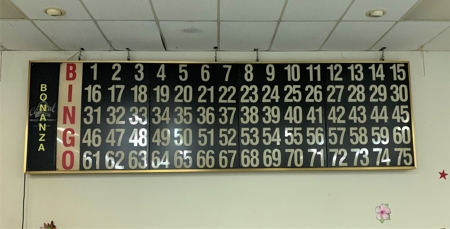 BONANZA
BINGO
1 2 3 4 5 6 7 8 9 10 11 12 13 14 15
16 17 18 19 20 21 22 23 24 25 26 27 28 29 30
31 32 33 34 35 36 37 38 39 40 41 42 43 44 45
46 47 48 49 50 51 52 53 54 55 56 57 58 59 60
61 62 63 64 65 66 67 68 69 70 71 72 73 74 75